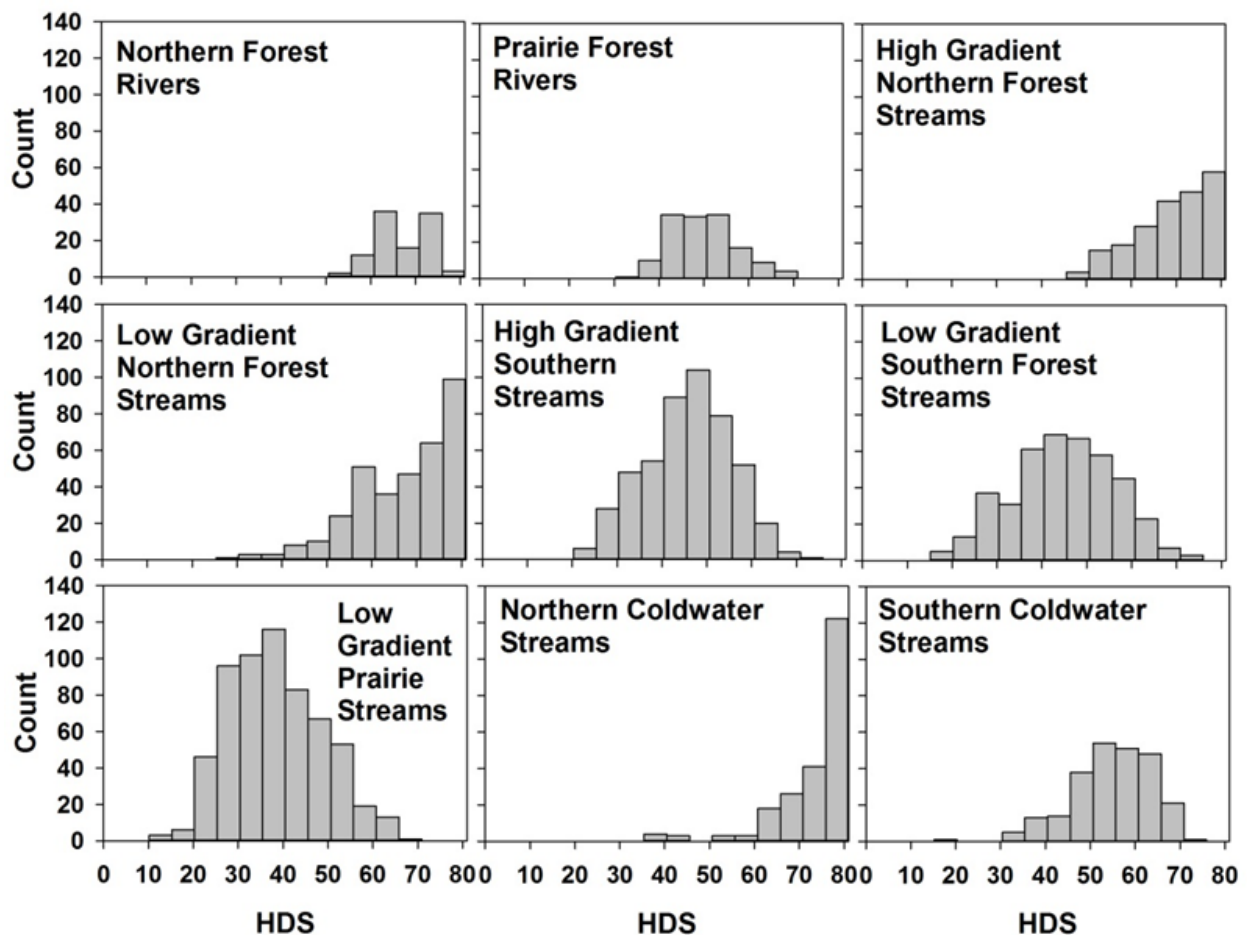 140
120
100
80
60
40
20
0
Count
Northern Forest
Rivers
Prairie Forest
Rivers
High Gradient
Northern Forest
Streams
140
120
100
80
60
40
20
0
Count
Low Gradient
Northern Forest
Streams
High Gradient
Southern
Streams
Low Gradient
Southern Forest
Streams
140
120
100
80
60
40
20
0
Count
Low
Gradient
Prairie
Streams
Northern Coldwater
Streams
Southern Coldwater
Streams
0 10 20 30 40 50 60 70 80
0 10 20 30 40 50 60 70 80
0 10 20 30 40 50 60 70 80
HDS
HDS
HDS